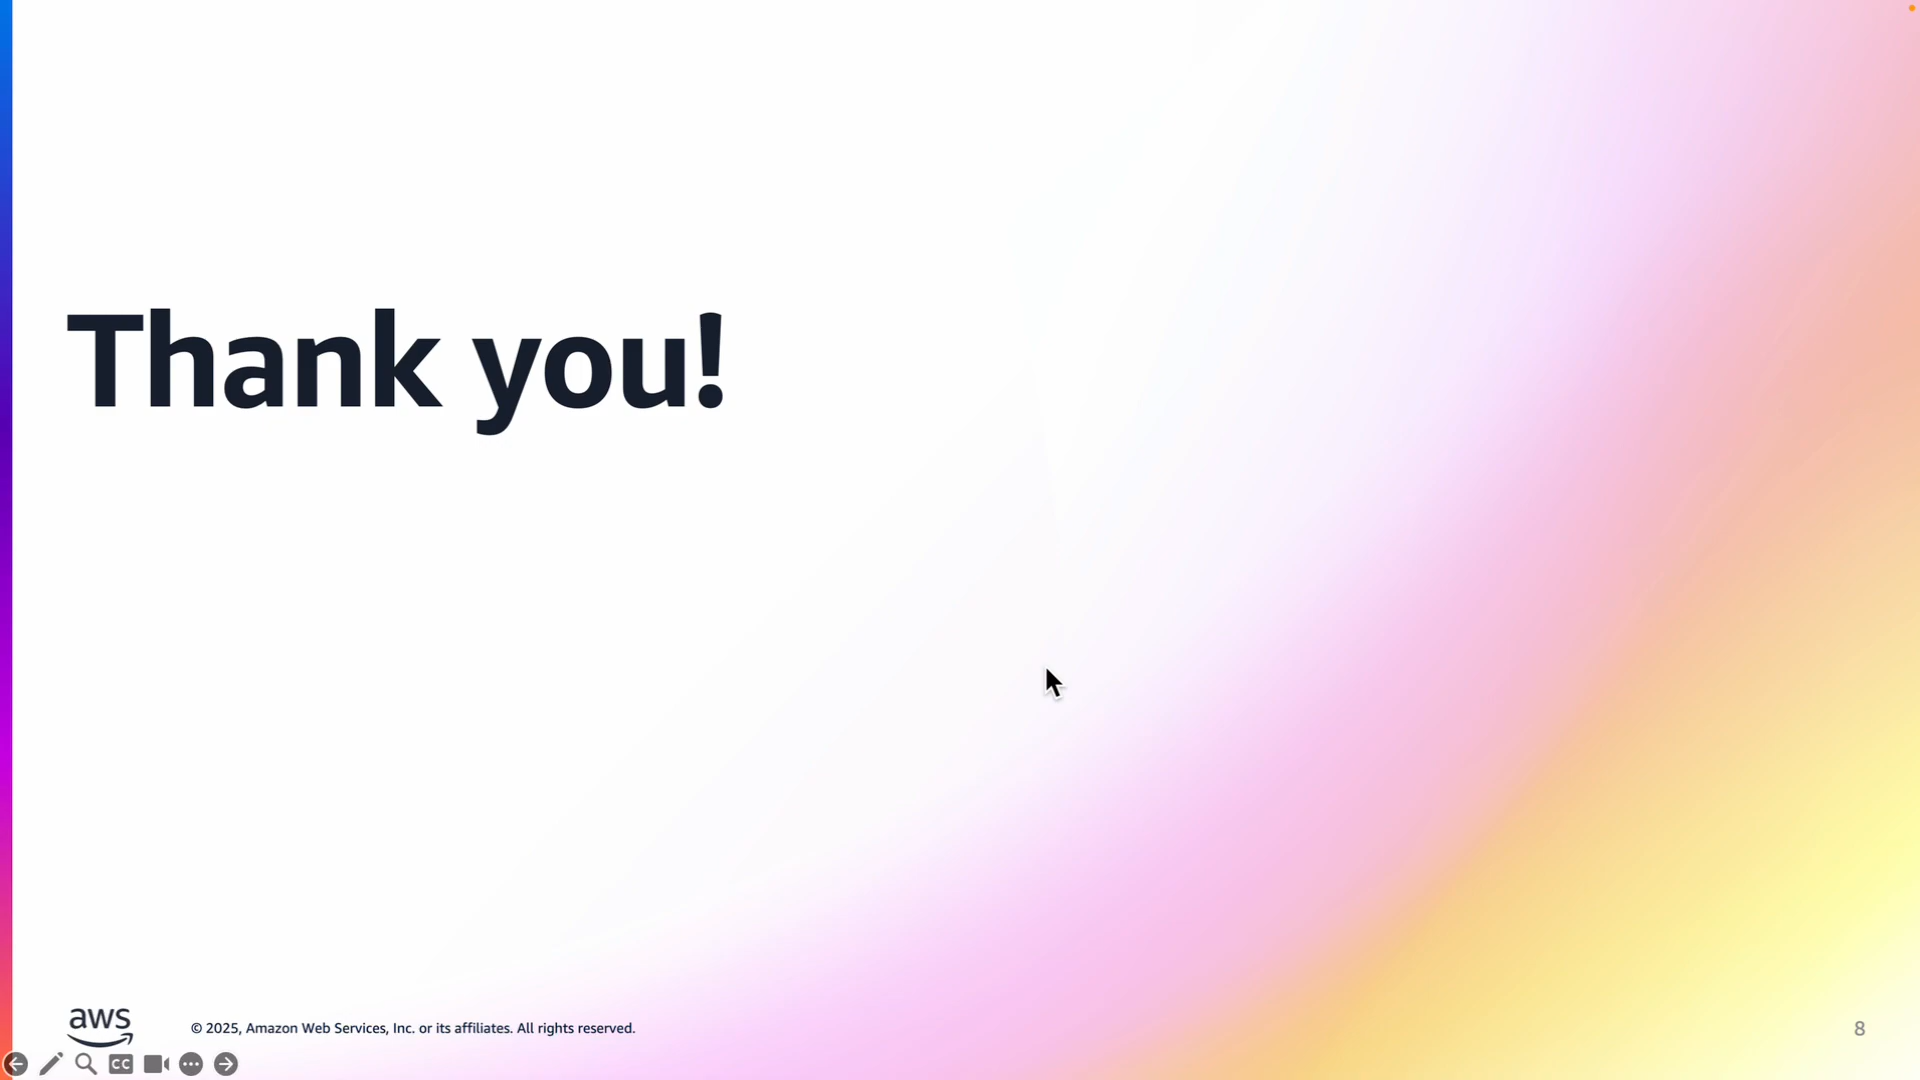 Thank you!
aws
© 2025, Amazon Web Services, Inc. or its affiliates. All rights reserved.
8
CC